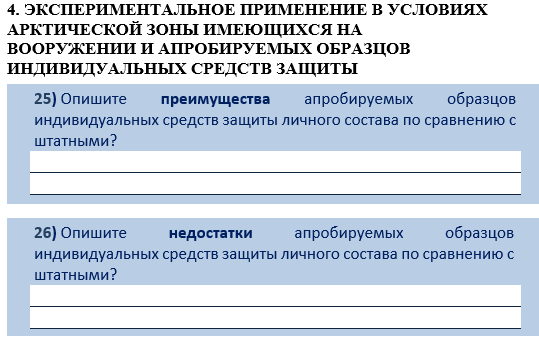 4. ЭКСПЕРИМЕНТАЛЬНОЕ ПРИМЕНЕНИЕ В УСЛОВИЯХ
АРКТИЧЕСКОЙ ЗОНЫ ИМЕЮЩИХСЯ НА
ВООРУЖЕНИИ И АПРОБИРУЕМЫХ ОБРАЗЦОВ
ИНДИВИДУАЛЬНЫХ СРЕДСТВ ЗАЩИТЫ
25) Опишите преимущества апробируемых образцов
индивидуальных средств защиты личного состава по сравнению с
штатными?
26) Опишите недостатки апробируемых образцов
индивидуальных средств защиты личного состава по сравнению с
штатными?